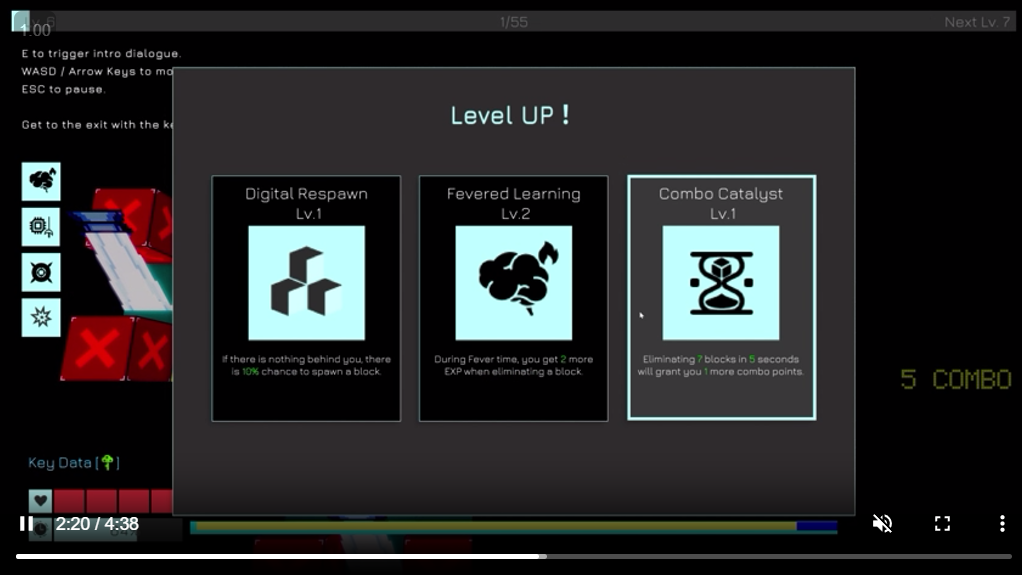 Lv. 6
1/55
Next Lv. 7
1.00
E to trigger intro dialogue.
WASD / Arrow Keys to mo
ESC to pause.
Get to the exit with the ke
Level UP !
Digital Respawn
Lv.1
If there is nothing behind you, there
is 10% chance to spawn a block.
Fevered Learning
Lv.2
During Fever time, you get 2 more
EXP when eliminating a block.
Combo Catalyst
Lv.1
Eliminating 7 blocks in 5 seconds
will grant you 1 more combo points.
5 COMBO
Key Data [ ]
2:20 / 4:38